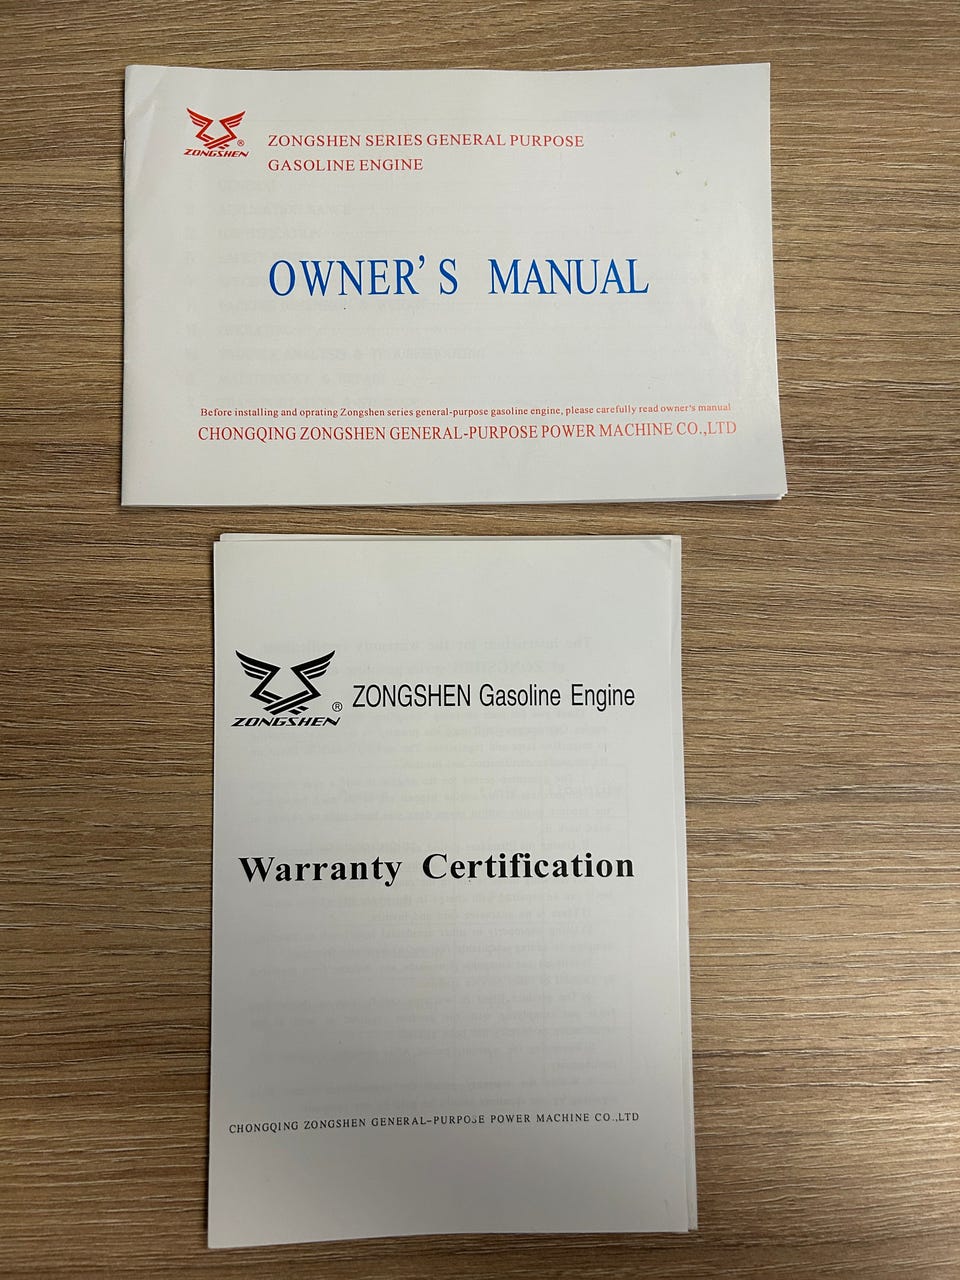 ZONGSHEN®
ZONGSHEN SERIES GENERAL PURPOSE
GASOLINE ENGINE
OWNER'S MANUAL
Before installing and oprating Zongshen series general-purpose gasoline engine, please carefully read owner's manual
CHONGQING ZONGSHEN GENERAL-PURPOSE POWER MACHINE CO.,LTD
ZONGSHEN® ZONGSHEN Gasoline Engine
Warranty Certification
CHONGQING ZONGSHEN GENERAL-PURPOSE POWER MACHINE CO.,LTD